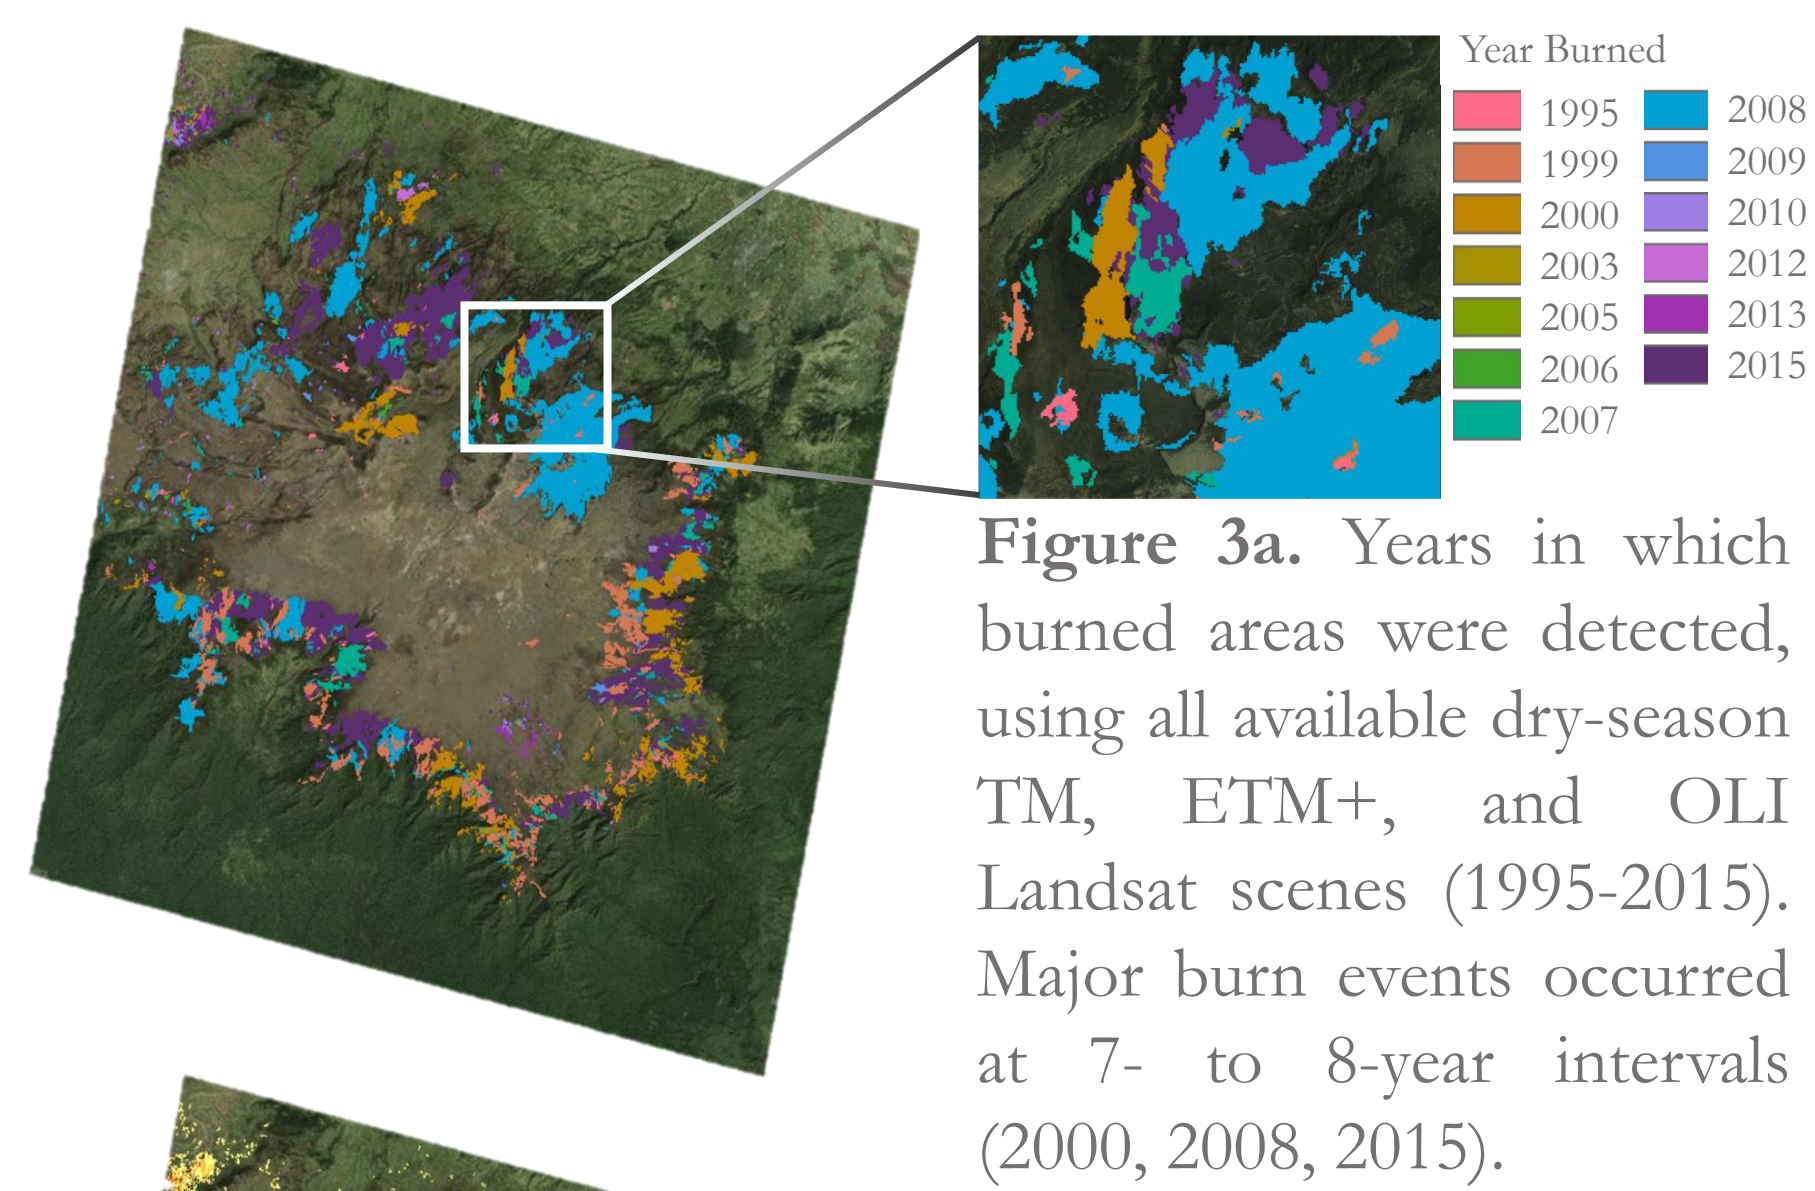 Year Burned
1995 2008
1999 2009
2000 2010
2003 2012
2005 2013
2006 2015
2007
Figure 3a. Years in which
burned areas were detected,
using all available dry-season
TM, ETM+, and OLI
Landsat scenes (1995-2015).
Major burn events occurred
at 7- to 8-year intervals
(2000, 2008, 2015).